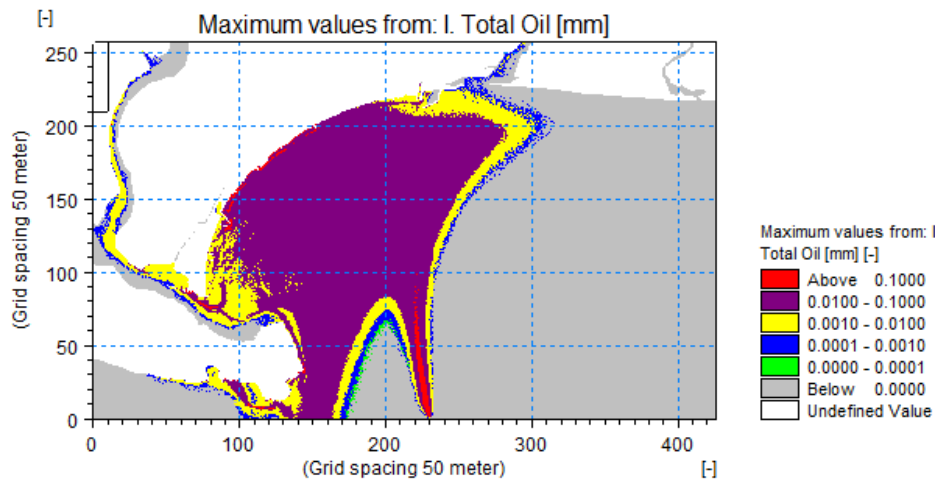 [-]
Maximum values from: I. Total Oil [mm]
250
200
150
100
50
0
(Grid spacing 50 meter)
0 100 200 300 400
(Grid spacing 50 meter) [-]
Maximum values from: I
Total Oil [mm] [-]
Above 0.1000
0.0100 - 0.1000
0.0010 - 0.0100
0.0001 - 0.0010
0.0000 - 0.0001
Below 0.0000
Undefined Value